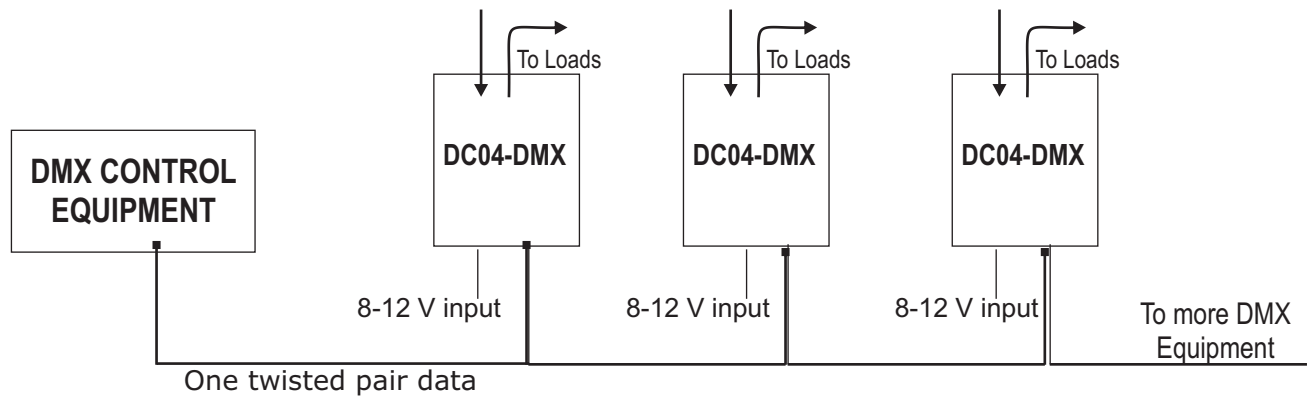 To Loads
To Loads
To Loads
DMX CONTROL
EQUIPMENT
DC04-DMX
DC04-DMX
DC04-DMX
8-12 V input
8-12 V input
8-12 V input
To more DMX
Equipment
One twisted pair data